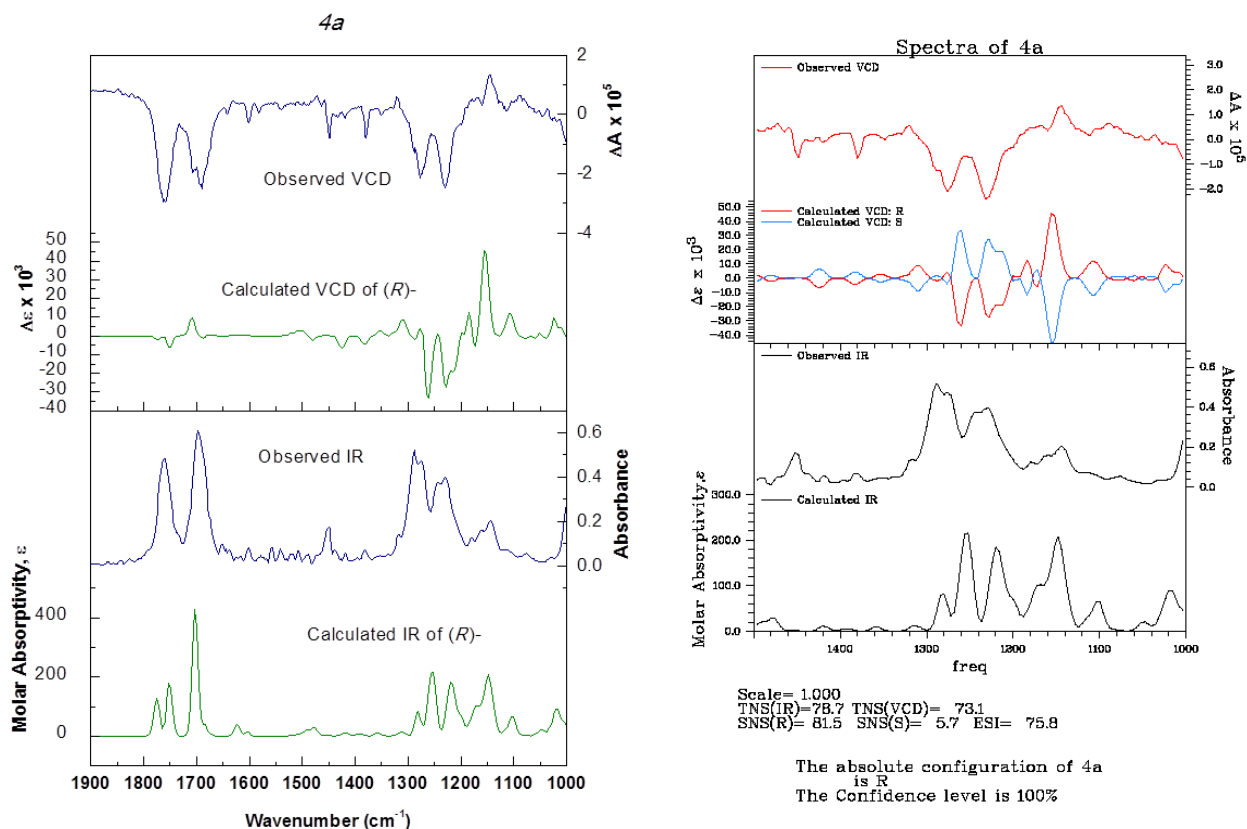 4a
2
0
-2
-4
ΔA x 10⁵
Observed VCD
50
40
30
20
10
0
-10
-20
-30
-40
Λε x 10³
Calculated VCD of (R)-
0.6
0.4
0.2
0.0
Absorbance
Observed IR
400
200
0
Molar Absorptivity, ε
Calculated IR of (R)-
1900 1800 1700 1600 1500 1400 1300 1200 1100 1000
Wavenumber (cm⁻¹)
Spectra of 4a
Observed VCD
3.0
1.0
0.0
-1.0
-2.0
ΔA x 10⁵
50.0
40.0
30.0
20.0
10.0
0.0
-10.0
-20.0
-30.0
-40.0
Δε x 10³
Calculated VCD: R
Calculated VCD: S
Observed IR
0.6
0.4
0.2
0.0
Absorbance
300.0
200.0
100.0
0.0
Molar Absorptivity,ε
Calculated IR
1400 1300 1200 1100 1000
freq
Scale= 1.000
TNS(IR)=78.7 TNS(VCD)= 73.1
SNS(R)= 81.5 SNS(S)= 5.7 ESI= 75.8
The absolute configuration of 4a
is R
The Confidence level is 100%